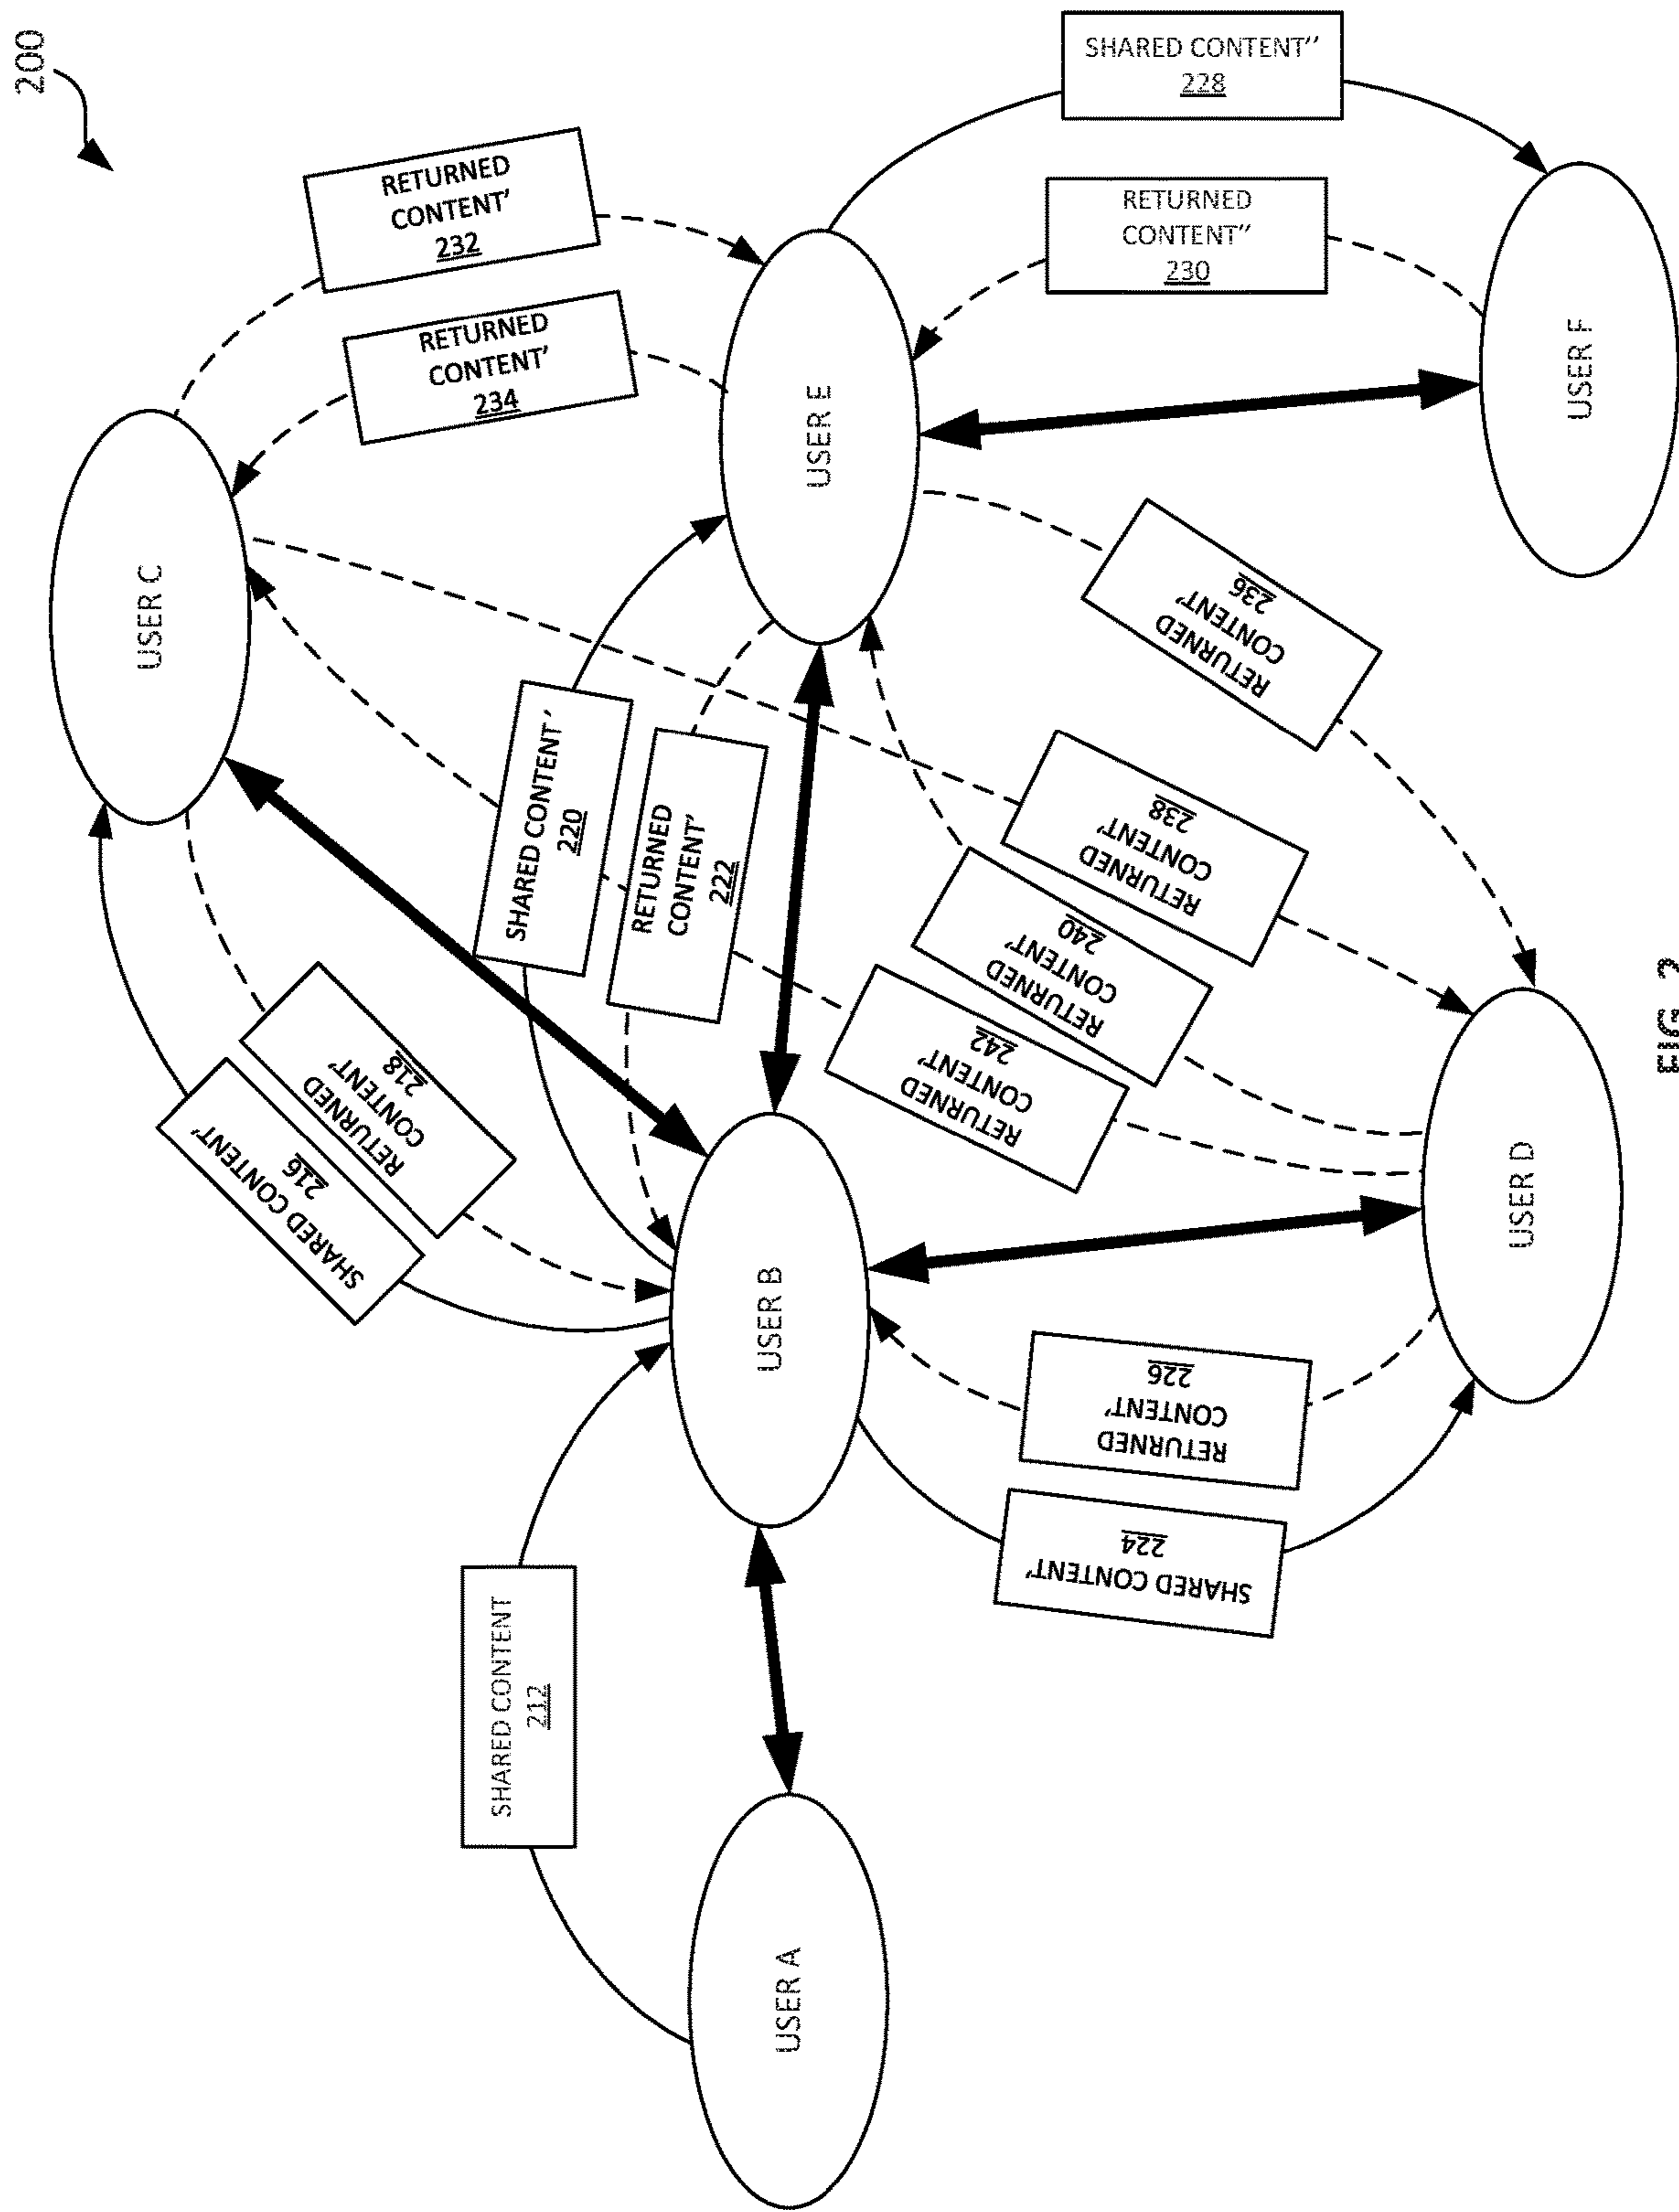 200
USER C
RETURNED
CONTENT'
232
RETURNED
CONTENT'
234
SHARED CONTENT''
228
RETURNED
CONTENT''
230
USER E
USER F
SHARED CONTENT'
216
RETURNED
CONTENT'
218
SHARED CONTENT'
220
RETURNED
CONTENT'
222
RETURNED
CONTENT'
236
RETURNED
CONTENT'
238
RETURNED
CONTENT'
240
RETURNED
CONTENT'
242
USER B
USER D
RETURNED
CONTENT'
226
SHARED CONTENT'
224
SHARED CONTENT
212
USER A
FIG.